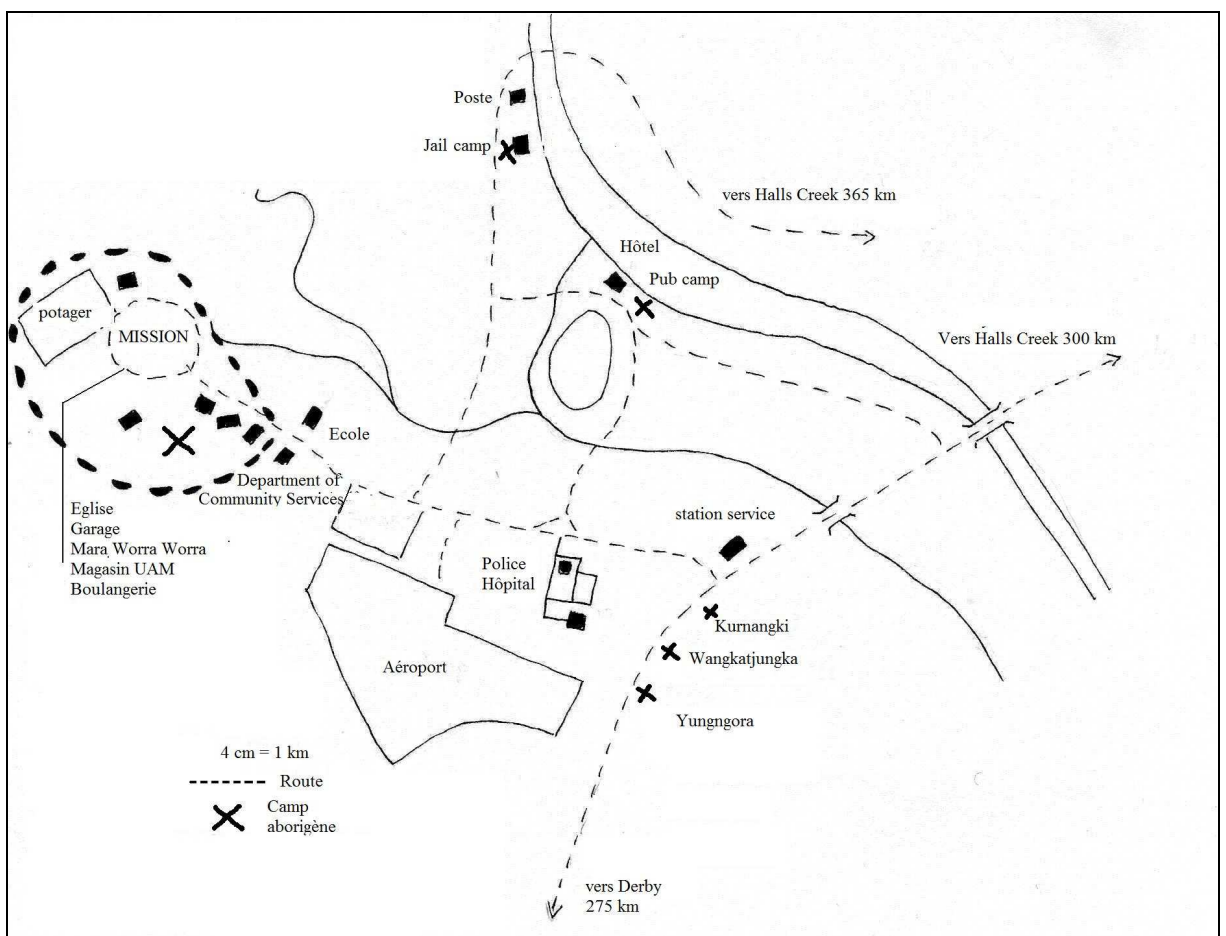 Poste
Jail camp
vers Halls Creek 365 km
Hôtel
Pub camp
potager
MISSION
Vers Halls Creek 300 km
Ecole
Department of
Community Services
station service
Eglise
Garage
Mara Worra Worra
Magasin UAM
Boulangerie
Police
Hôpital
Kurnangki
Wangkatjungka
Aéroport
Yungngora
4 cm = 1 km
Route
Camp
aborigène
vers Derby
275 km